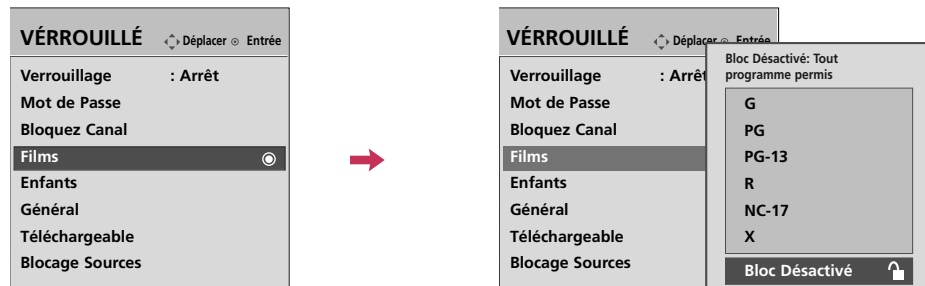 VÉRROUILLÉ Déplacer Entrée
Verrouillage : Arrêt
Mot de Passe
Bloquez Canal
Films
Enfants
Général
Téléchargeable
Blocage Sources
VÉRROUILLÉ Déplacer Entrée
Verrouillage : Arrêt
Mot de Passe
Bloquez Canal
Films
Enfants
Général
Téléchargeable
Blocage Sources
Bloc Désactivé: Tout
programme permis
G
PG
PG-13
R
NC-17
X
Bloc Désactivé